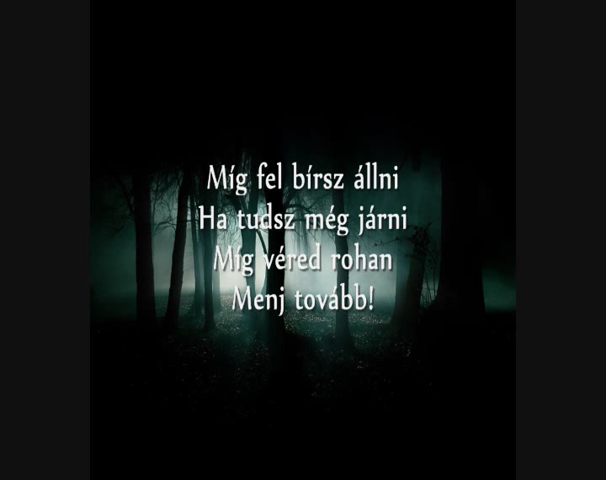 Míg fel bírsz állni
Ha tudsz még járni
Míg véred rohan
Menj tovább!